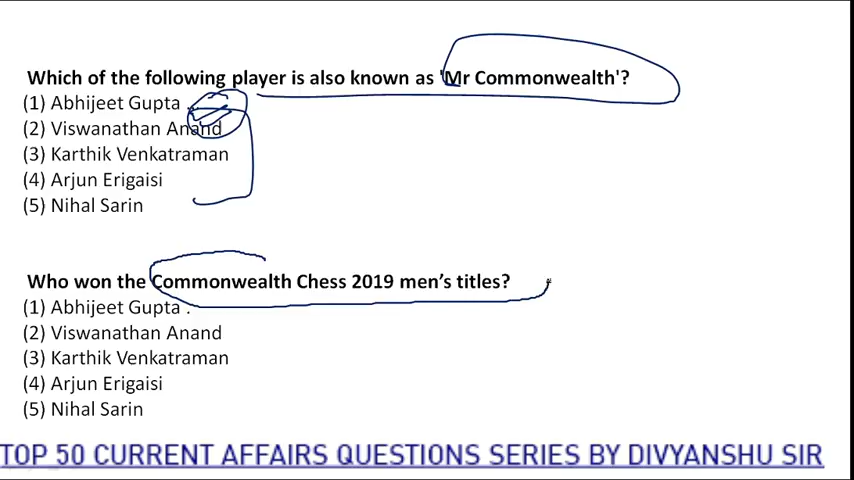 Which of the following player is also known as 'Mr Commonwealth'?
(1) Abhijeet Gupta .
(2) Viswanathan Anand
(3) Karthik Venkatraman
(4) Arjun Erigaisi
(5) Nihal Sarin
Who won the Commonwealth Chess 2019 men’s titles?
(1) Abhijeet Gupta .
(2) Viswanathan Anand
(3) Karthik Venkatraman
(4) Arjun Erigaisi
(5) Nihal Sarin
TOP 50 CURRENT AFFAIRS QUESTIONS SERIES BY DIVYANSHU SIR